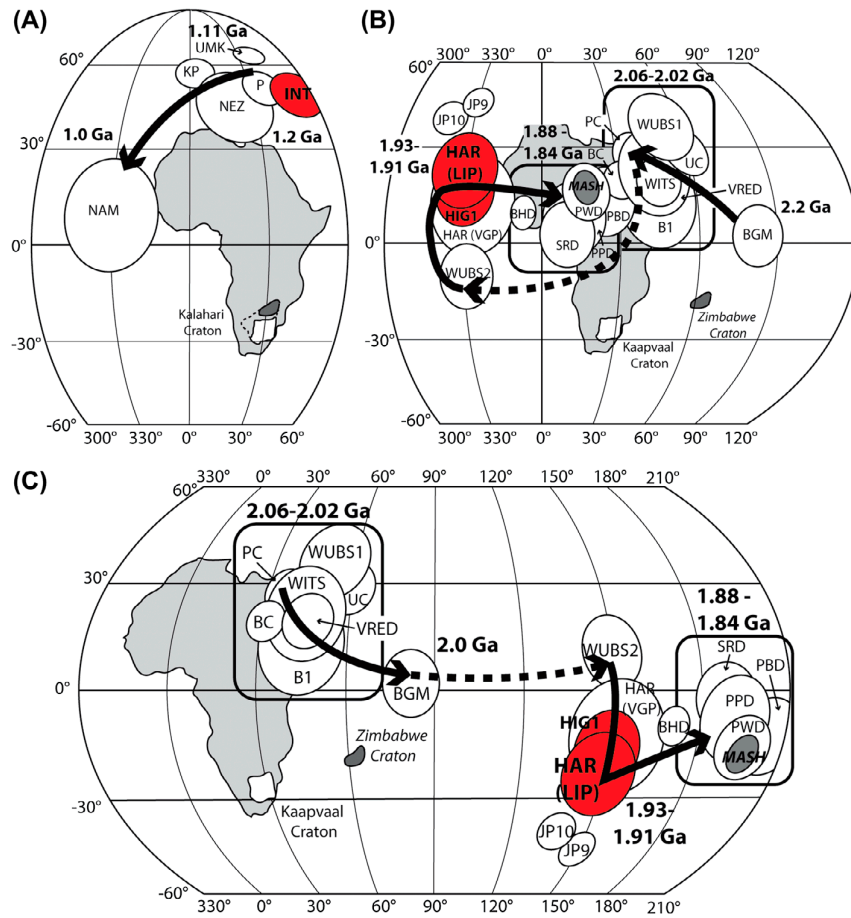 (A)
60°
1.11 Ga
UMK
KP
P
INT
NEZ
30°
1.0 Ga
1.2 Ga
NAM
0°
Kalahari
Craton
-30°
-60°
300°
330°
0°
30°
60°
(B)
300°
330°
0°
30°
60°
90°
120°
60°
2.06-2.02 Ga
JP10
JP9
PC
WUBS1
1.93-
1.91 Ga
1.88 -
1.84 Ga
30°
BC
UC
HAR
(LIP)
MASH
WITS
VRED
HIG1
BHD
PWD
PBD
2.2 Ga
HAR (VGP)
B1
0°
SRD
PPD
BGM
WUBS2
Zimbabwe
Craton
-30°
Kaapvaal
Craton
-60°
300°
330°
0°
30°
60°
90°
120°
(C)
330°
0°
30°
60°
90°
120°
150°
180°
210°
60°
2.06-2.02 Ga
PC
WUBS1
30°
WITS
UC
1.88 -
1.84 Ga
BC
VRED
2.0 Ga
WUBS2
SRD
PBD
B1
0°
BGM
HAR
(VGP)
PPD
HIG1
BHD
PWD
Zimbabwe
Craton
MASH
HAR
(LIP)
-30°
Kaapvaal
Craton
1.93-
1.91 Ga
JP10
JP9
-60°
330°
0°
30°
60°
90°
120°
150°
180°
210°